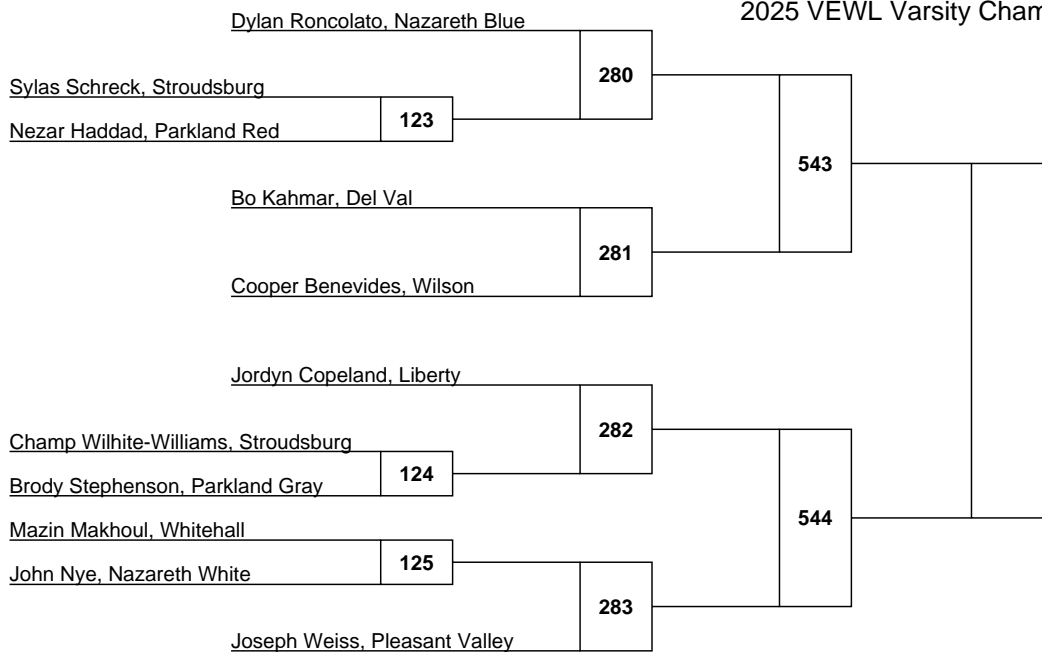 2025 VEWL Varsity Cham
Dylan Roncolato, Nazareth Blue
280
Sylas Schreck, Stroudsburg
123
Nezar Haddad, Parkland Red
543
Bo Kahmar, Del Val
281
Cooper Benevides, Wilson
Jordyn Copeland, Liberty
282
Champ Wilhite-Williams, Stroudsburg
124
Brody Stephenson, Parkland Gray
544
Mazin Makhoul, Whitehall
125
John Nye, Nazareth White
283
Joseph Weiss, Pleasant Valley